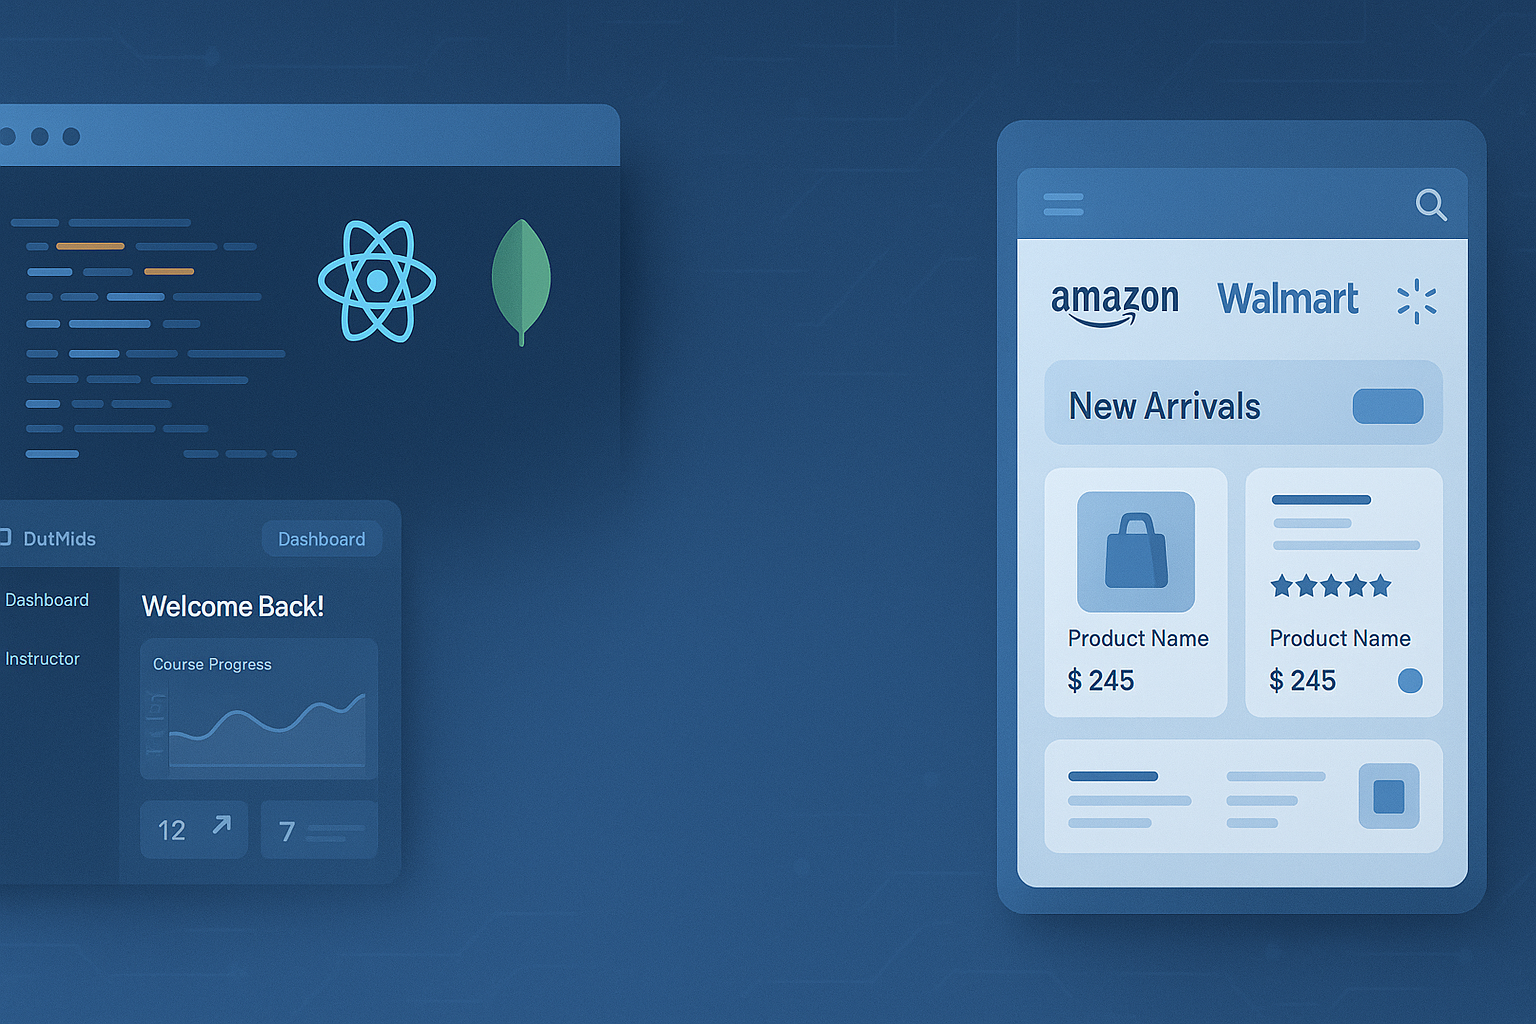 DutMids
Dashboard
Dashboard
Instructor
Welcome Back!
Course Progress
12
7
amazon
Walmart
New Arrivals
Product Name
$ 245
Product Name
$ 245